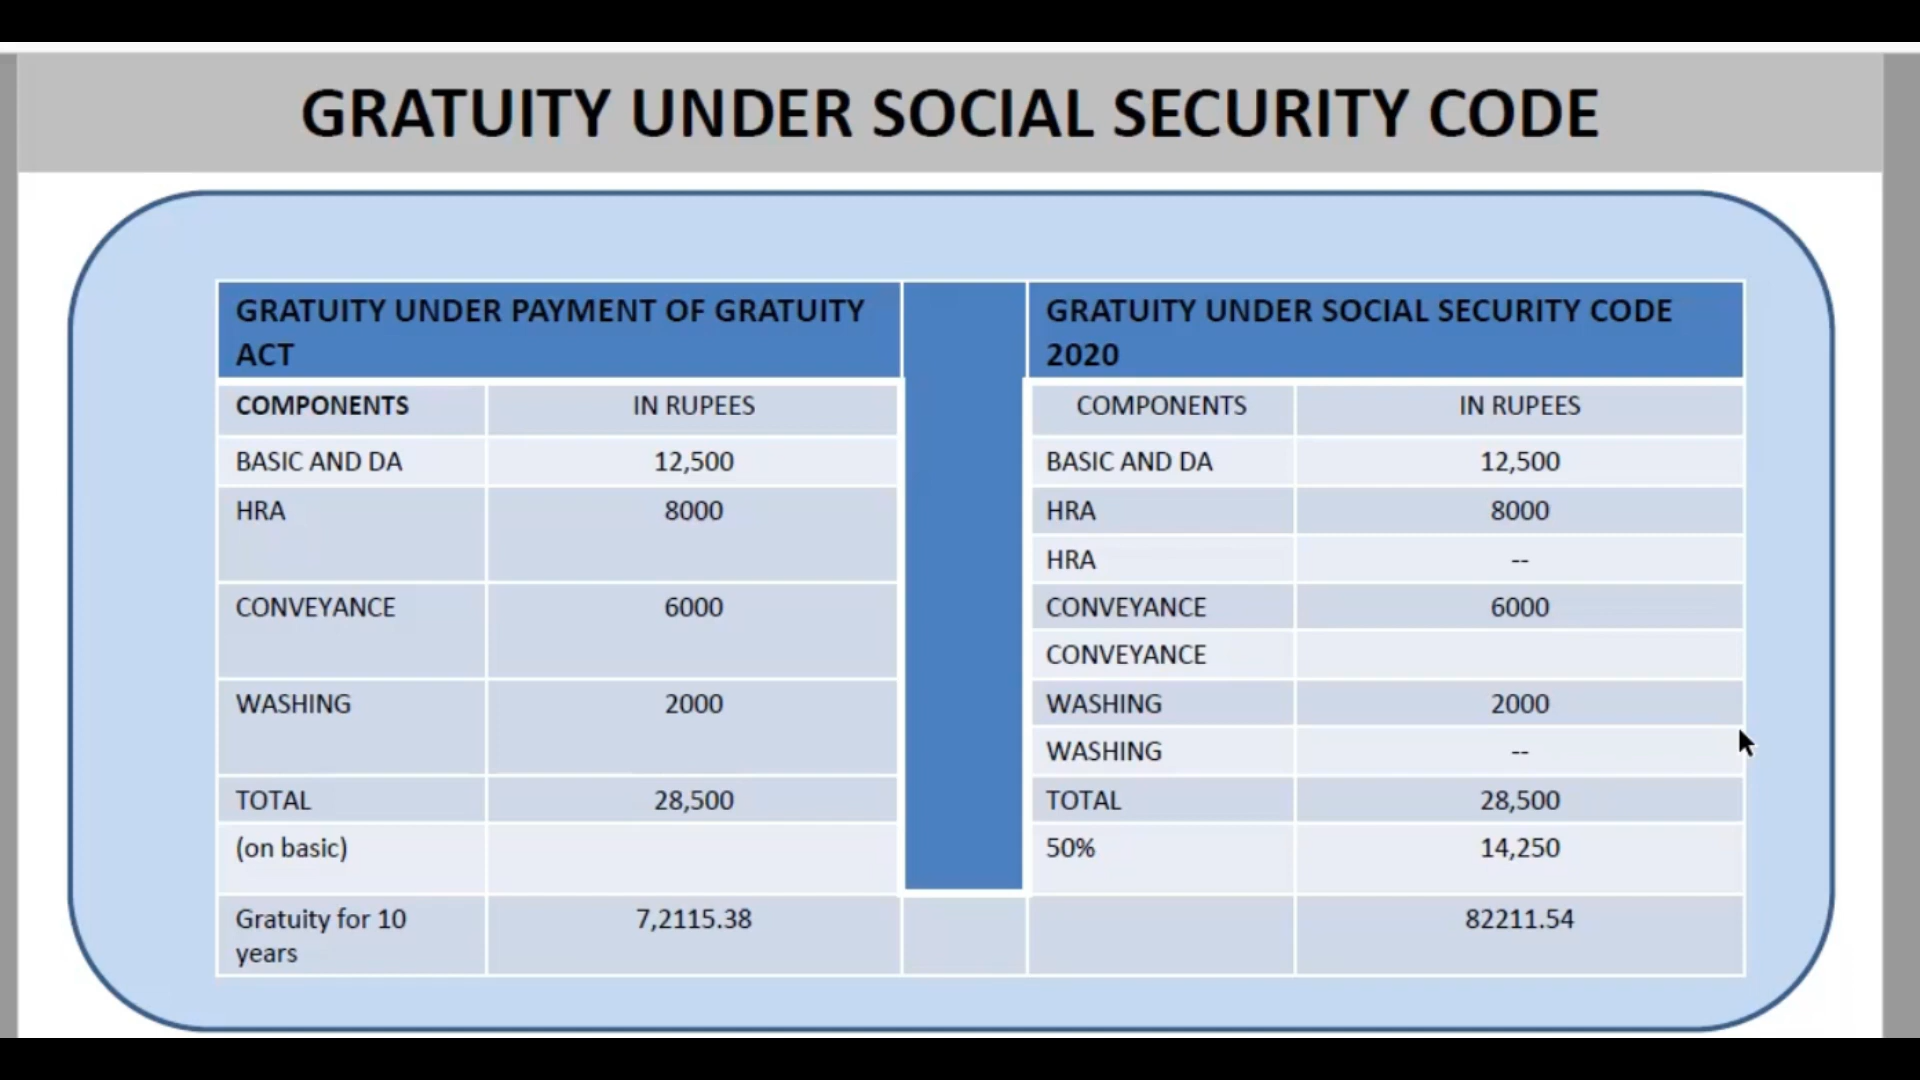 GRATUITY UNDER SOCIAL SECURITY CODE
GRATUITY UNDER PAYMENT OF GRATUITY
ACT
GRATUITY UNDER SOCIAL SECURITY CODE
2020
COMPONENTS IN RUPEES COMPONENTS IN RUPEES
BASIC AND DA 12,500 BASIC AND DA 12,500
HRA 8000 HRA 8000
HRA --
CONVEYANCE 6000 CONVEYANCE 6000
CONVEYANCE
WASHING 2000 WASHING 2000
WASHING --
TOTAL 28,500 TOTAL 28,500
(on basic) 50% 14,250
Gratuity for 10 7,2115.38 82211.54
years